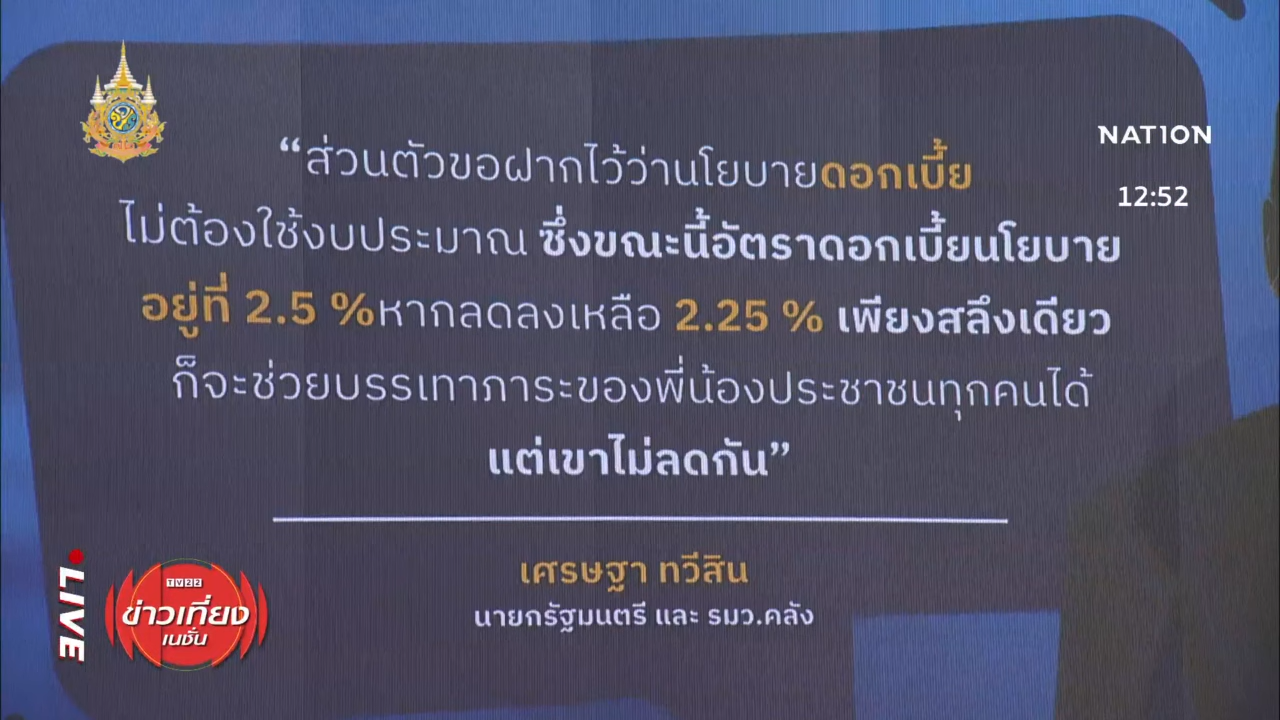 NATION
12:52
“ส่วนตัวขอฝากไว้ว่านโยบายดอกเบี้ย
ไม่ต้องใช้งบประมาณ ซึ่งขณะนี้อัตราดอกเบี้ยนโยบาย
อยู่ที่ 2.5 %หากลดลงเหลือ 2.25 % เพียงสลึงเดียว
ก็จะช่วยบรรเทาภาระของพี่น้องประชาชนทุกคนได้
แต่เขาไม่ลดกัน”
เศรษฐา ทวีสิน
นายกรัฐมนตรี และ รมว.คลัง
LIVE
TV22
ข่าวเที่ยง
เนชั่น